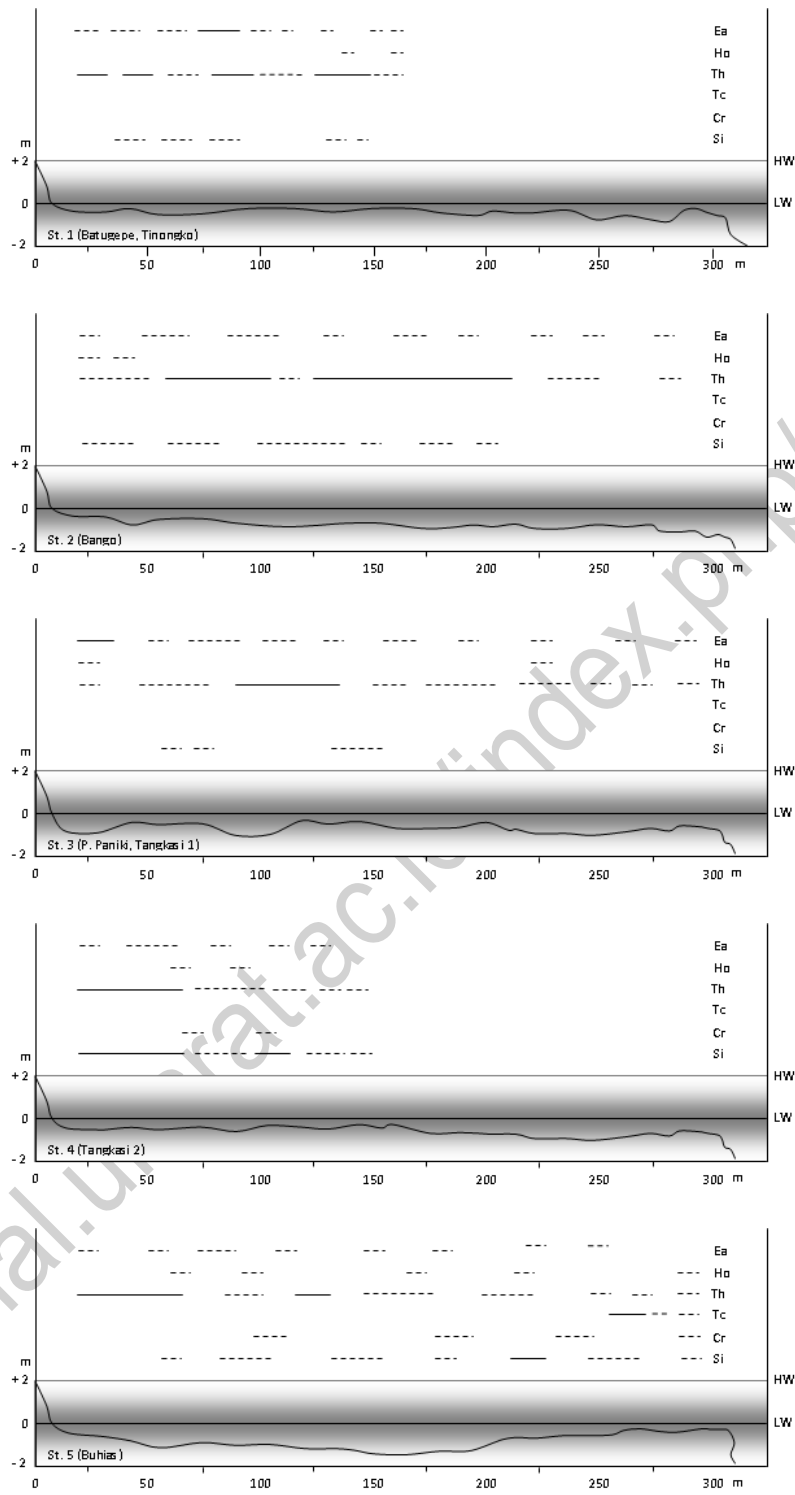 Ea
Ho
Th
Tc
Cr
Si
m
+2 HW
0 LW
-2 St. 1 (Batugepe, Tinongko)
0 50 100 150 200 250 300 m
Ea
Ho
Th
Tc
Cr
Si
m
+2 HW
0 LW
-2 St. 2 (Bango)
0 50 100 150 200 250 300 m
Ea
Ho
Th
Tc
Cr
Si
m
+2 HW
0 LW
-2 St. 3 (P. Paniki, Tangkasi 1)
0 50 100 150 200 250 300 m
Ea
Ho
Th
Tc
Cr
Si
m
+2 HW
0 LW
-2 St. 4 (Tangkasi 2)
0 50 100 150 200 250 300 m
Ea
Ho
Th
Tc
Cr
Si
m
+2 HW
0 LW
-2 St. 5 (Buhias)
0 50 100 150 200 250 300 m